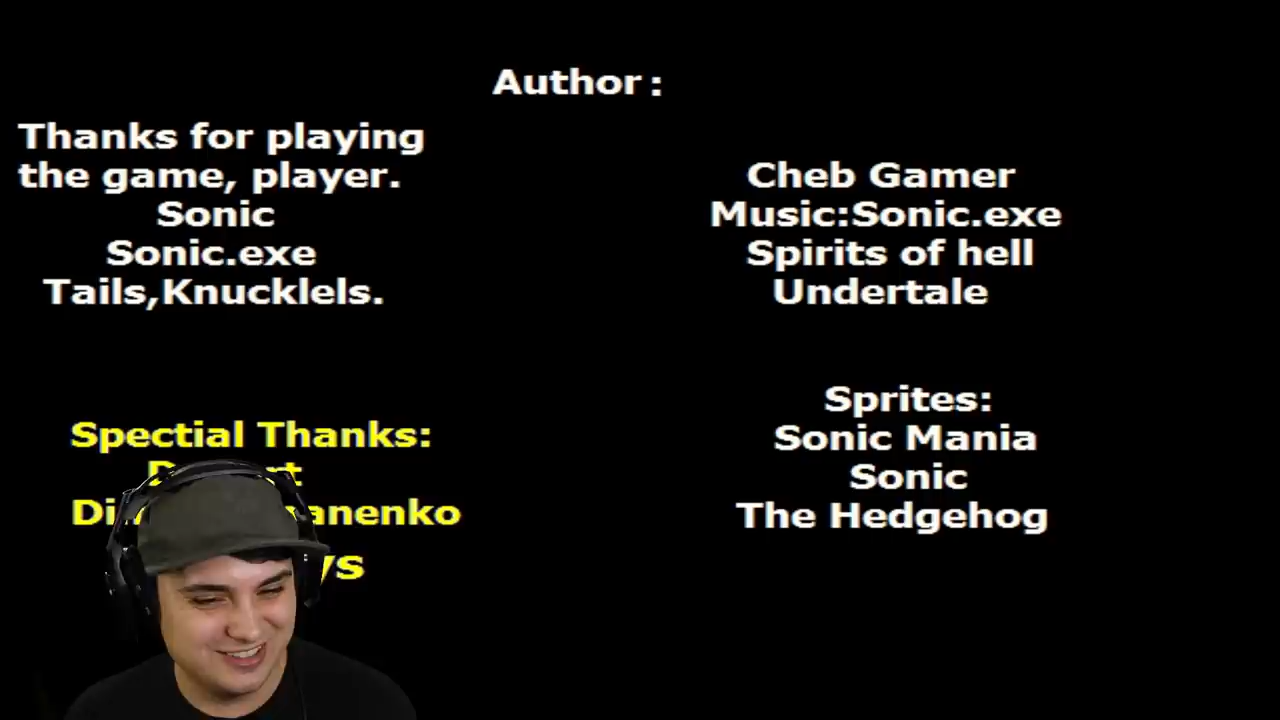 Author :
Thanks for playing
the game, player.
Sonic
Sonic.exe
Tails,Knucklels.
Cheb Gamer
Music:Sonic.exe
Spirits of hell
Undertale
Sprites:
Sonic Mania
Sonic
The Hedgehog
Spectial Thanks: